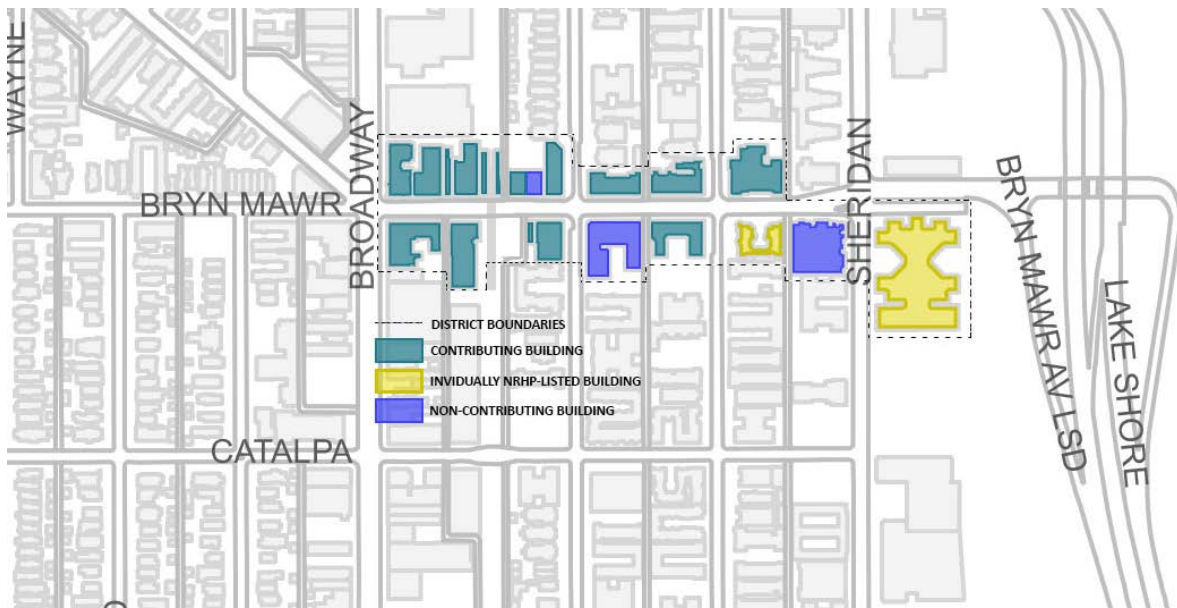 WAYNE
BROADWAY
BRYN MAWR
SHERIDAN
BRYN MAWR AV LSD
LAKE SHORE
DISTRICT BOUNDARIES
CONTRIBUTING BUILDING
INVIDUALLY NRHP-LISTED BUILDING
NON-CONTRIBUTING BUILDING
CATALPA